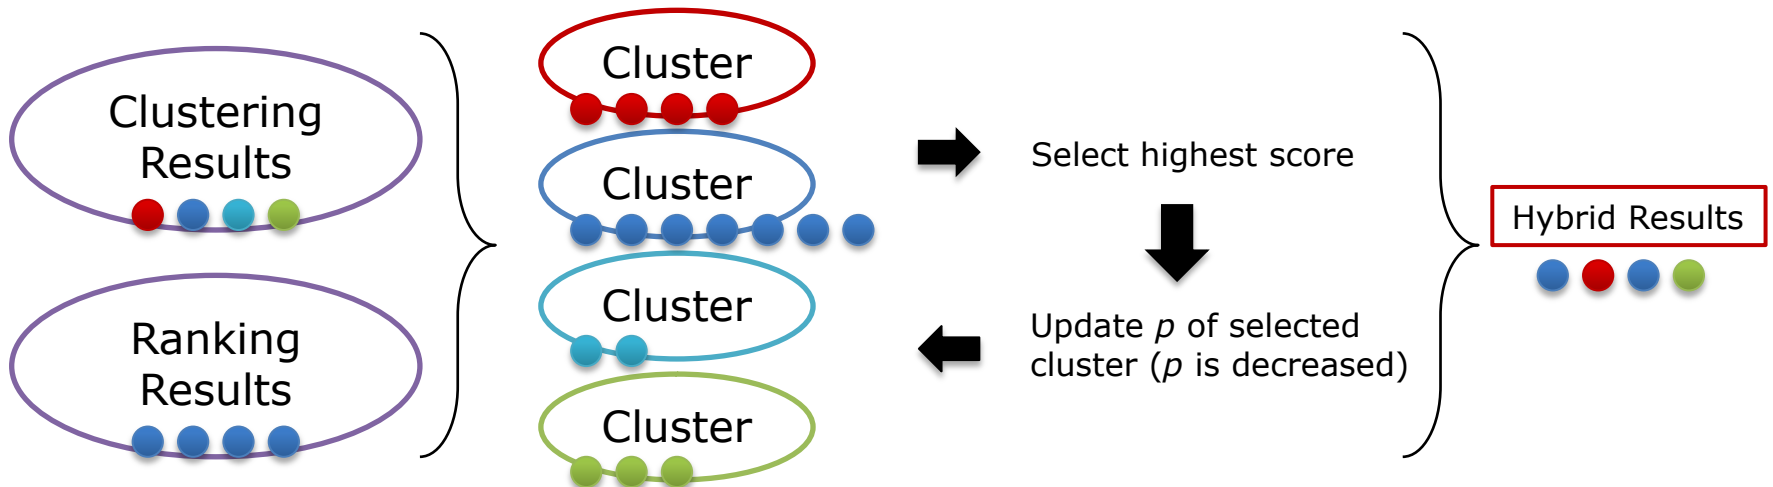 Clustering
Results
Ranking
Results
Cluster
Cluster
Cluster
Cluster
Select highest score
Update p of selected
cluster (p is decreased)
Hybrid Results